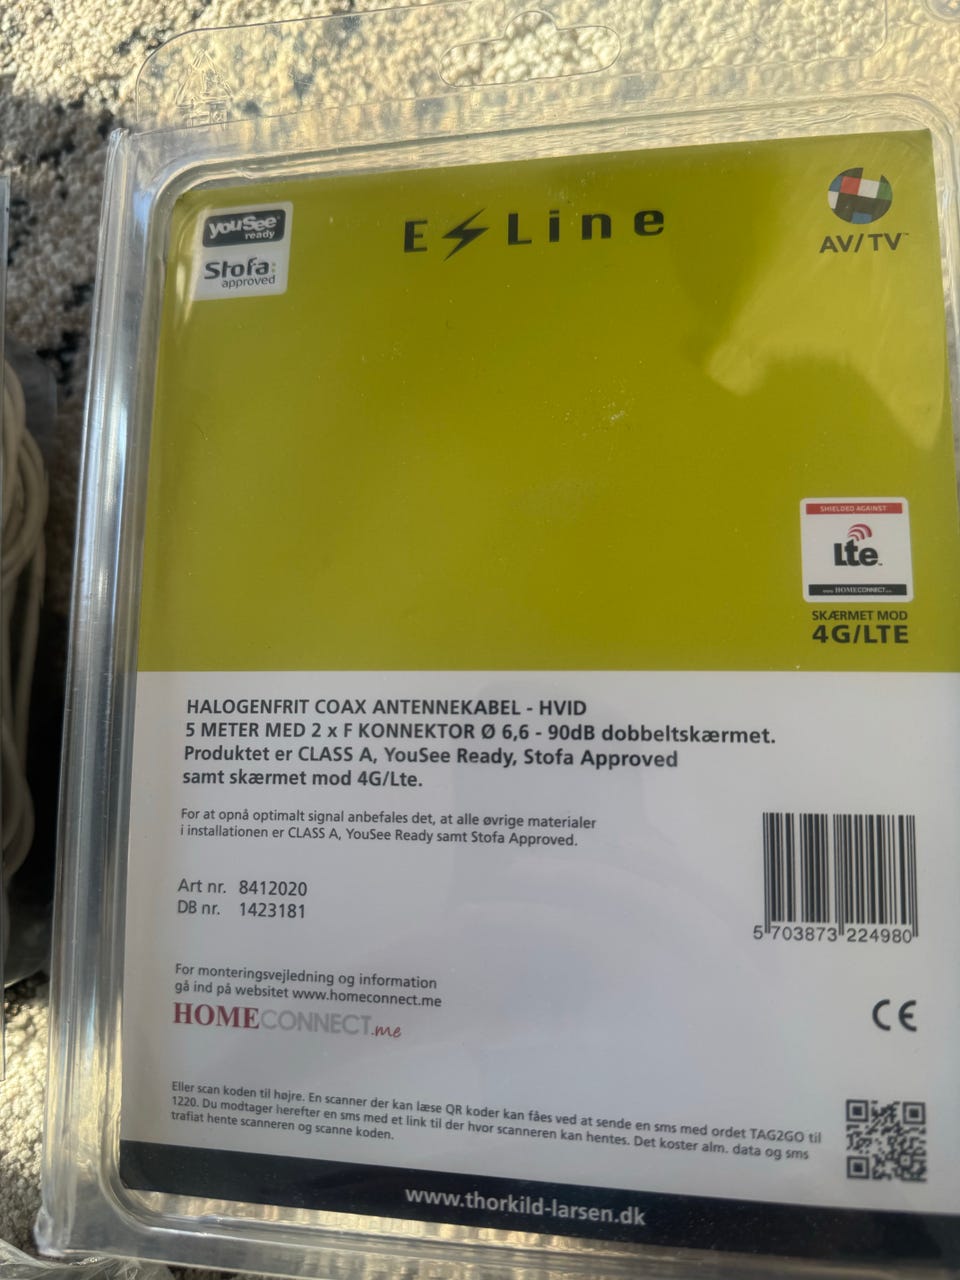 youSee
ready
Stofa
approved
E Line
AV/TV™
SHIELDED AGAINST
Lte™
HOMECONNECT
SKÆRMET MOD
4G/LTE
HALOGENFRIT COAX ANTENNEKABEL - HVID
5 METER MED 2 x F KONNEKTOR Ø 6,6 - 90dB dobbeltskærmet.
Produktet er CLASS A, YouSee Ready, Stofa Approved
samt skærmet mod 4G/Lte.
For at opnå optimalt signal anbefales det, at alle øvrige materialer
i installationen er CLASS A, YouSee Ready samt Stofa Approved.
Art nr. 8412020
DB nr. 1423181
5 703873 224980
For monteringsvejledning og information
gå ind på websitet www.homeconnect.me
HOMECONNECT.me
CE
Eller scan koden til højre. En scanner der kan læse QR koder kan fåes ved at sende en sms med ordet TAG2GO til
1220. Du modtager herefter en sms med et link til der hvor scanneren kan hentes. Det koster alm. data og sms
trafiat hente scanneren og scanne koden.
www.thorkild-larsen.dk